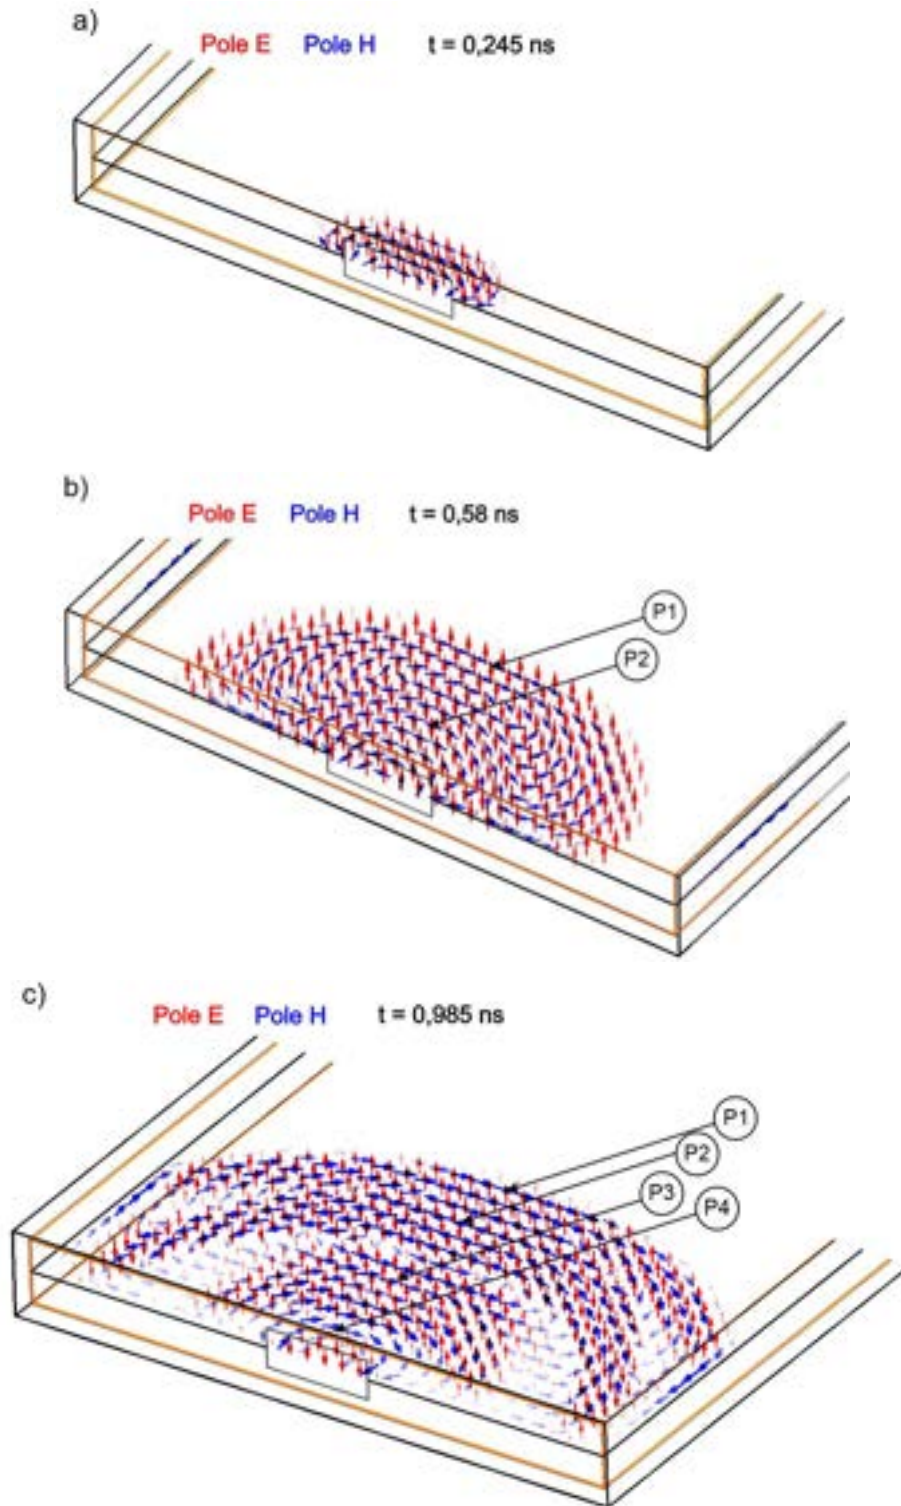 a)
Pole E Pole H t = 0,245 ns
b)
Pole E Pole H t = 0,58 ns
P1
P2
c)
Pole E Pole H t = 0,985 ns
P1
P2
P3
P4